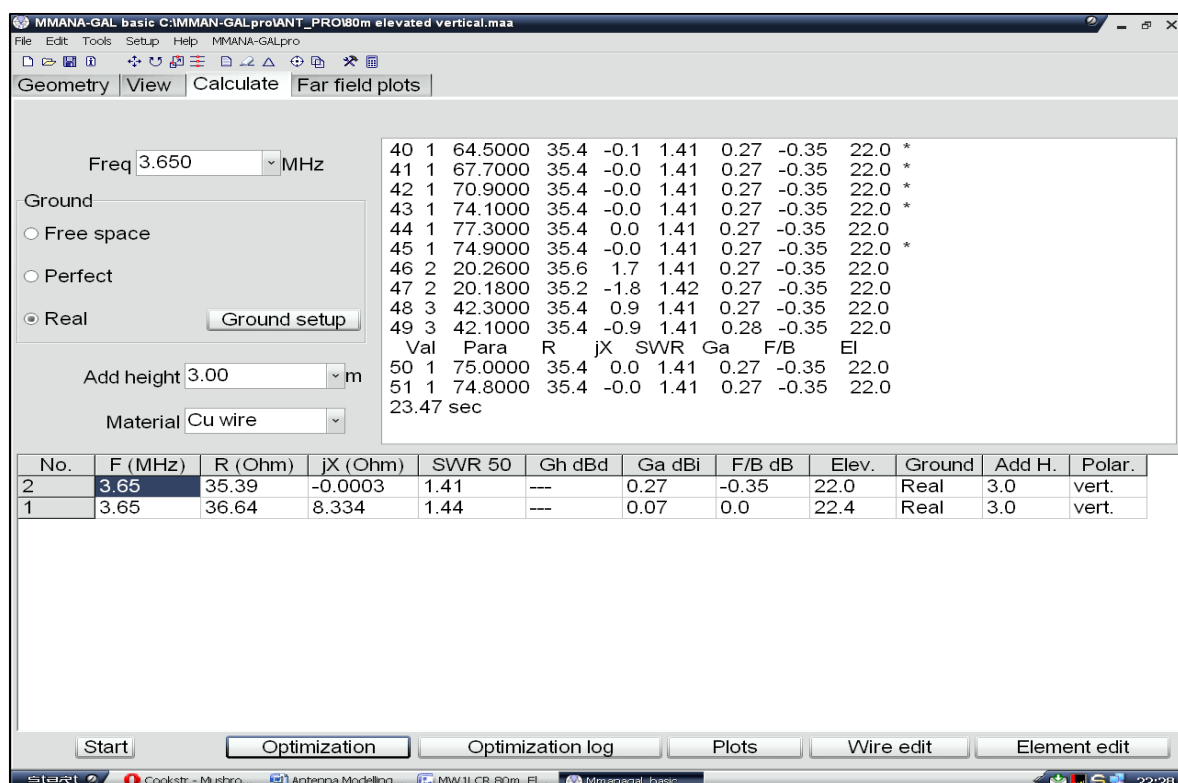 MMANA-GAL basic C:\MMAN-GALpro\ANT_PRO\80m elevated vertical.maa
File Edit Tools Setup Help MMANA-GALpro
Geometry View Calculate Far field plots
Freq 3.650 MHz
Ground
Free space
Perfect
Real Ground setup
Add height 3.00 m
Material Cu wire
40 1 64.5000 35.4 -0.1 1.41 0.27 -0.35 22.0 *
41 1 67.7000 35.4 -0.0 1.41 0.27 -0.35 22.0 *
42 1 70.9000 35.4 -0.0 1.41 0.27 -0.35 22.0 *
43 1 74.1000 35.4 -0.0 1.41 0.27 -0.35 22.0 *
44 1 77.3000 35.4 0.0 1.41 0.27 -0.35 22.0
45 1 74.9000 35.4 -0.0 1.41 0.27 -0.35 22.0 *
46 2 20.2600 35.6 1.7 1.41 0.27 -0.35 22.0
47 2 20.1800 35.2 -1.8 1.42 0.27 -0.35 22.0
48 3 42.3000 35.4 0.9 1.41 0.27 -0.35 22.0
49 3 42.1000 35.4 -0.9 1.41 0.28 -0.35 22.0
Val Para R jX SWR Ga F/B El
50 1 75.0000 35.4 0.0 1.41 0.27 -0.35 22.0
51 1 74.8000 35.4 -0.0 1.41 0.27 -0.35 22.0
23.47 sec
No. F (MHz) R (Ohm) jX (Ohm) SWR 50 Gh dBd Ga dBi F/B dB Elev. Ground Add H. Polar.
2 3.65 35.39 -0.0003 1.41 --- 0.27 -0.35 22.0 Real 3.0 vert.
1 3.65 36.64 8.334 1.44 --- 0.07 0.0 22.4 Real 3.0 vert.
Start Optimization Optimization log Plots Wire edit Element edit
Cookstr - Mushro Antenna Modelling Mmanagal_basic 22:28